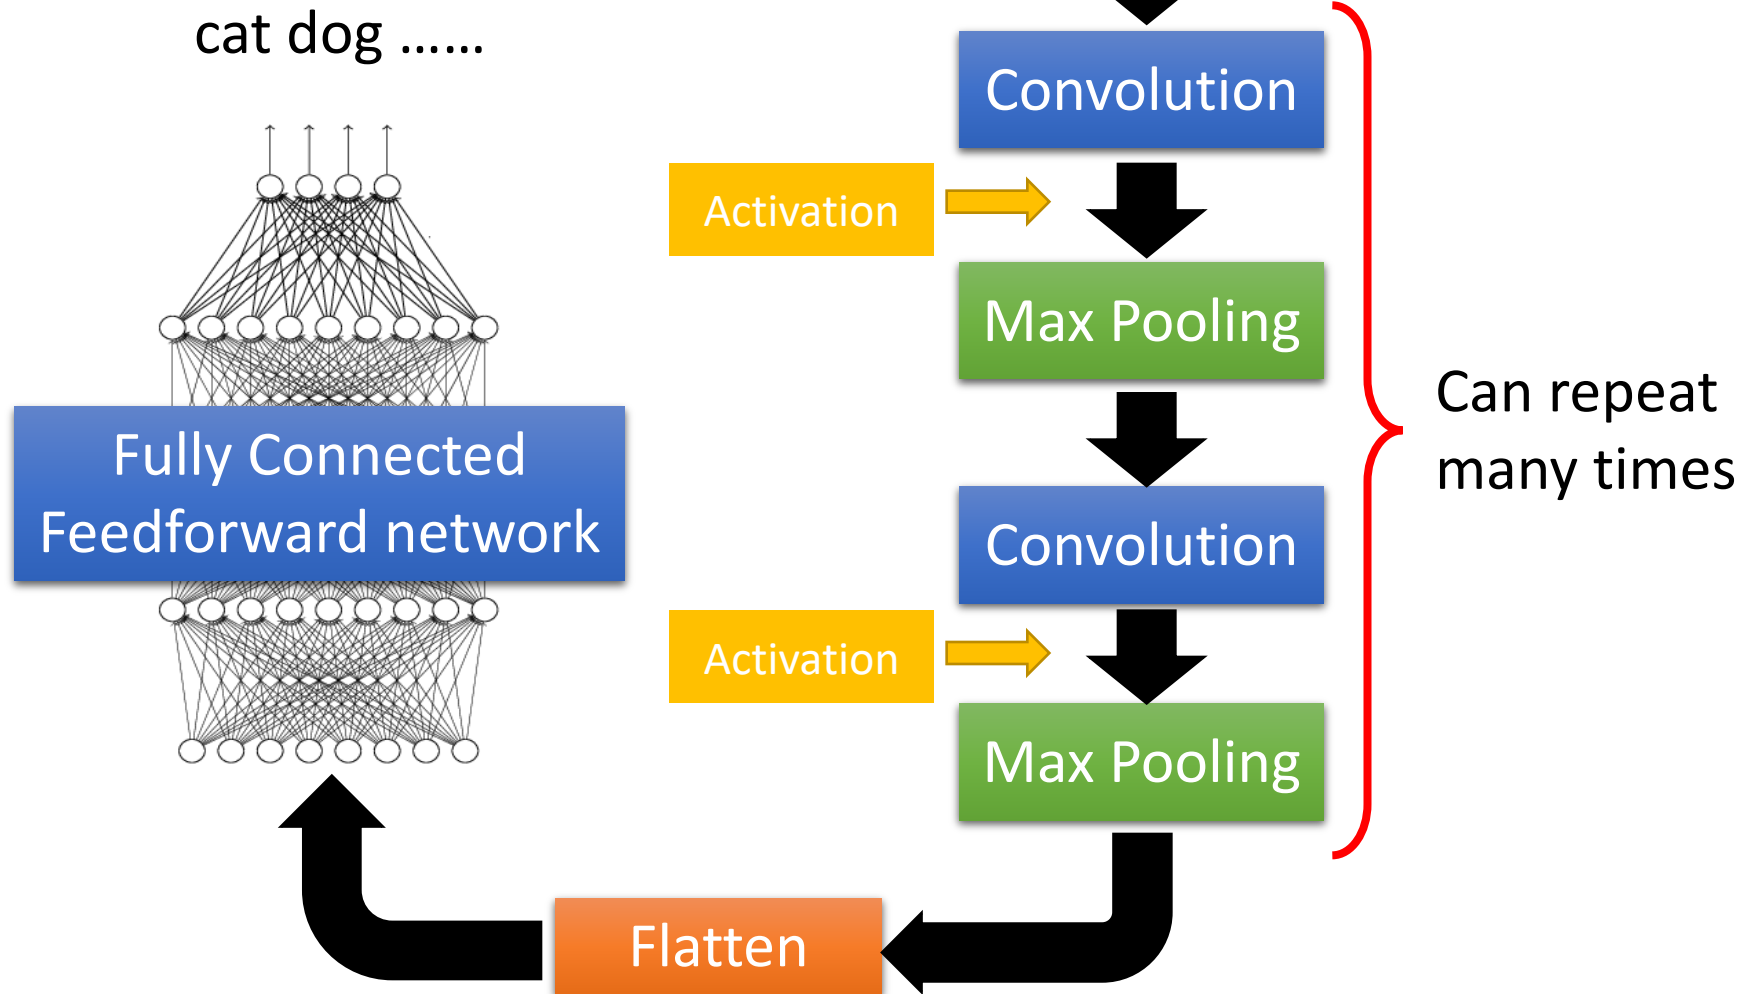 cat dog ……
Convolution
Activation
Max Pooling
Can repeat
many times
Fully Connected
Feedforward network
Convolution
Activation
Max Pooling
Flatten